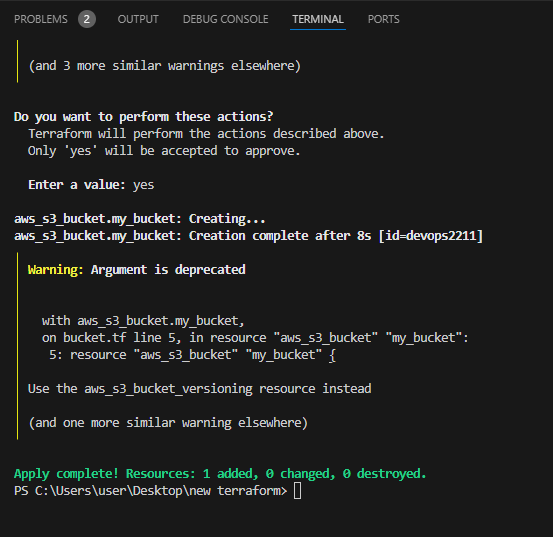 PROBLEMS 2 OUTPUT DEBUG CONSOLE TERMINAL PORTS
(and 3 more similar warnings elsewhere)
Do you want to perform these actions?
Terraform will perform the actions described above.
Only 'yes' will be accepted to approve.
Enter a value: yes
aws_s3_bucket.my_bucket: Creating...
aws_s3_bucket.my_bucket: Creation complete after 8s [id=devops2211]
Warning: Argument is deprecated
with aws_s3_bucket.my_bucket,
on bucket.tf line 5, in resource "aws_s3_bucket" "my_bucket":
5: resource "aws_s3_bucket" "my_bucket" {
Use the aws_s3_bucket_versioning resource instead
(and one more similar warning elsewhere)
Apply complete! Resources: 1 added, 0 changed, 0 destroyed.
PS C:\Users\user\Desktop\new terraform>